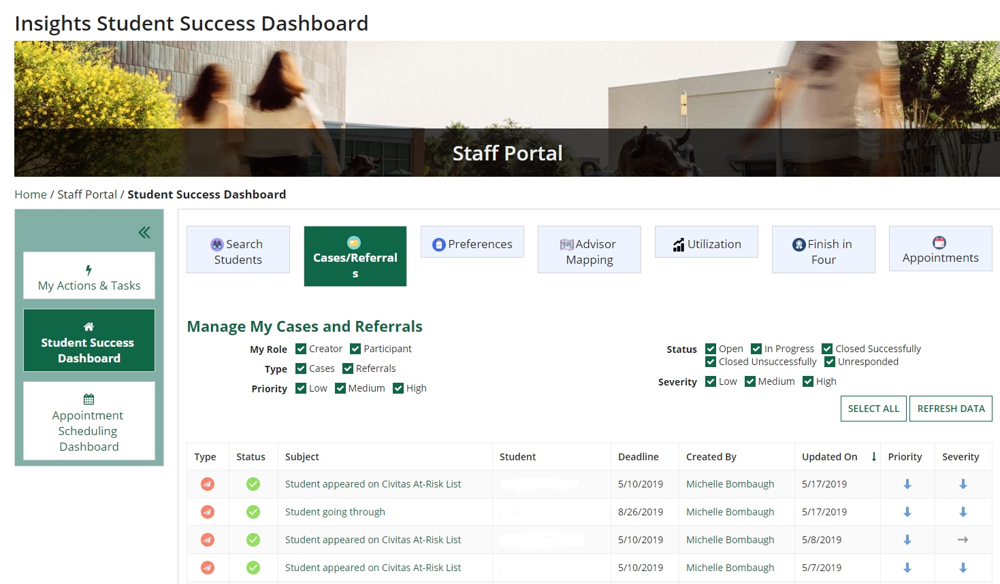 Insights Student Success Dashboard
Staff Portal
Home / Staff Portal / Student Success Dashboard
My Actions & Tasks
Student Success
Dashboard
Appointment
Scheduling
Dashboard
Search
Students
Cases/Referral
s
Preferences
Advisor
Mapping
Utilization
Finish in
Four
Appointments
Manage My Cases and Referrals
My Role Creator Participant
Type Cases Referrals
Priority Low Medium High
Status Open In Progress Closed Successfully
Closed Unsuccessfully Unresponded
Severity Low Medium High
SELECT ALL REFRESH DATA
Type Status Subject Student Deadline Created By Updated On Priority Severity
Student appeared on Civitas At-Risk List 5/10/2019 Michelle Bombaugh 5/17/2019
Student going through 8/26/2019 Michelle Bombaugh 5/17/2019
Student appeared on Civitas At-Risk List 5/10/2019 Michelle Bombaugh 5/8/2019
Student appeared on Civitas At-Risk List 5/10/2019 Michelle Bombaugh 5/7/2019